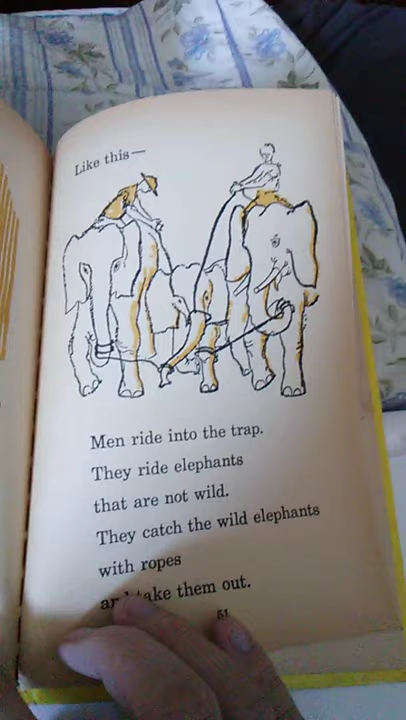 Like this—
Men ride into the trap.
They ride elephants
that are not wild.
They catch the wild elephants
with ropes
and take them out.
51